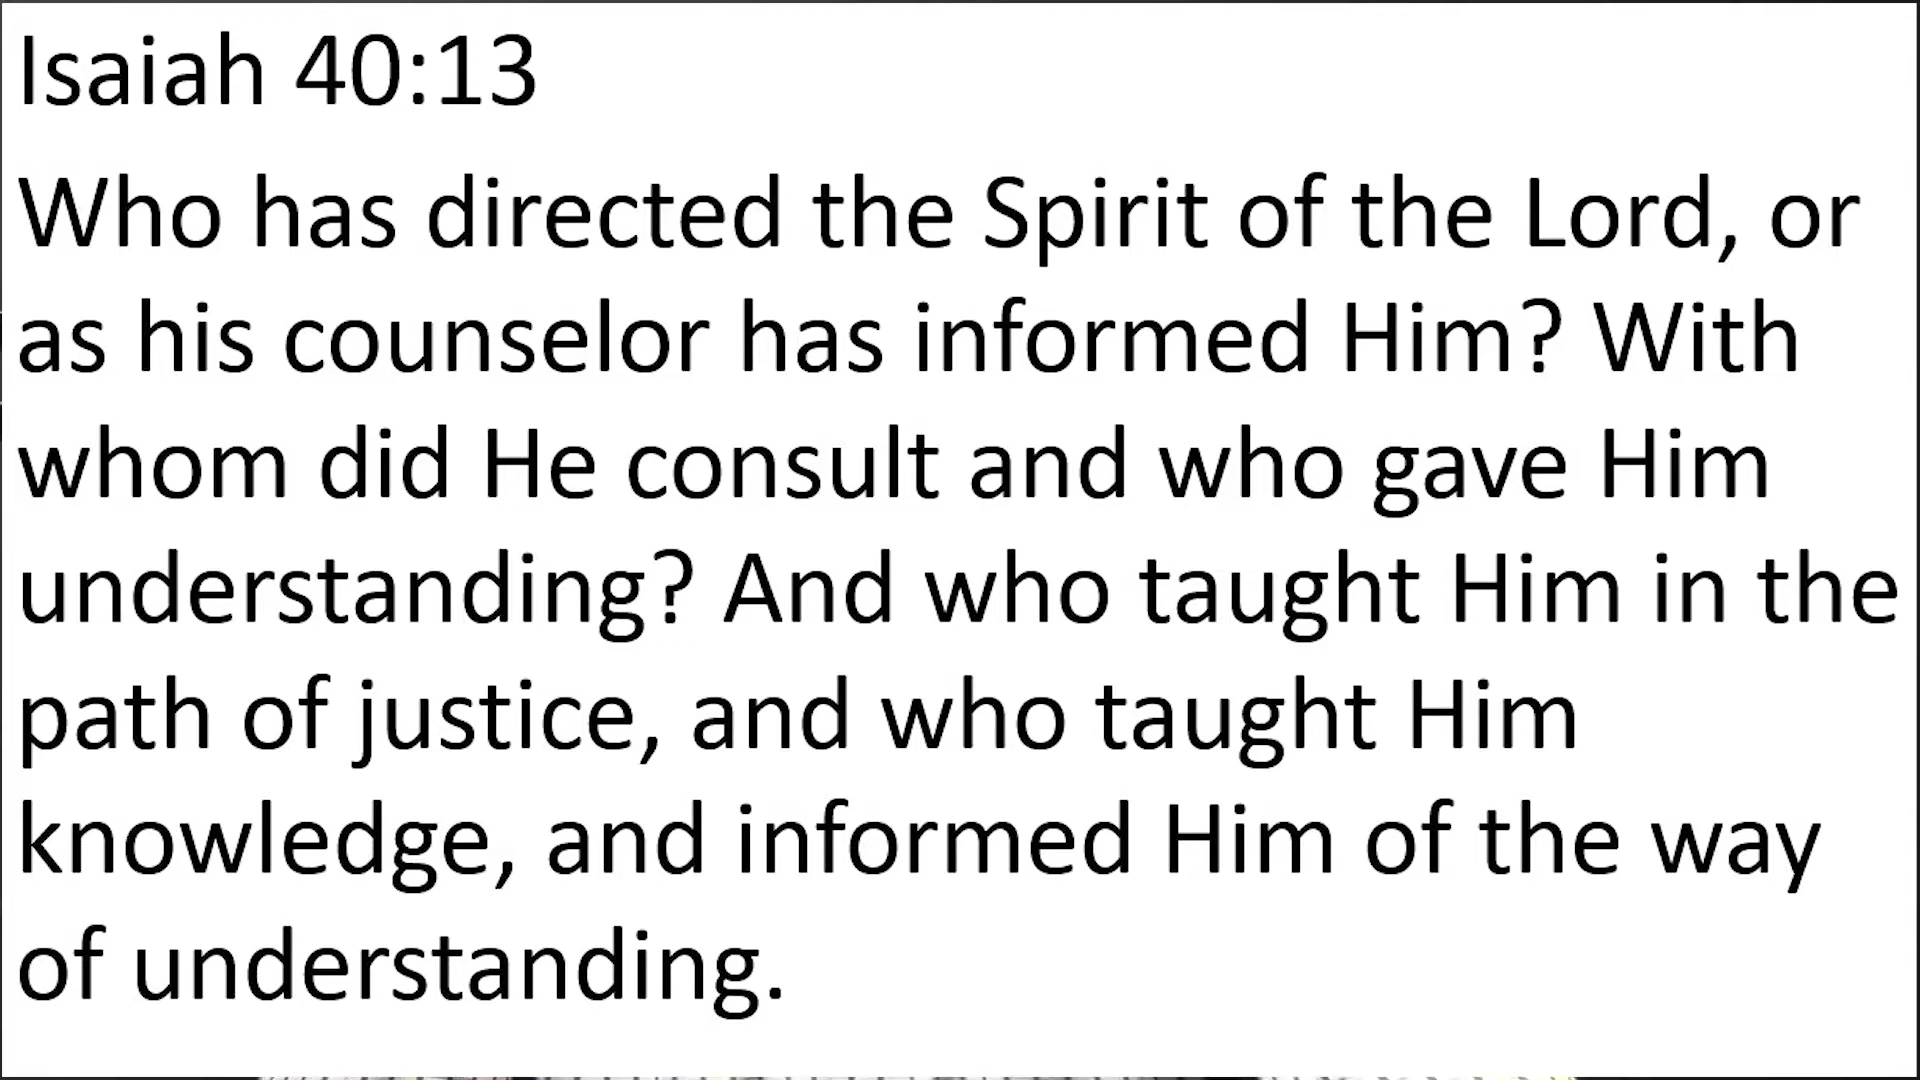 Isaiah 40:13
Who has directed the Spirit of the Lord, or
as his counselor has informed Him? With
whom did He consult and who gave Him
understanding? And who taught Him in the
path of justice, and who taught Him
knowledge, and informed Him of the way
of understanding.